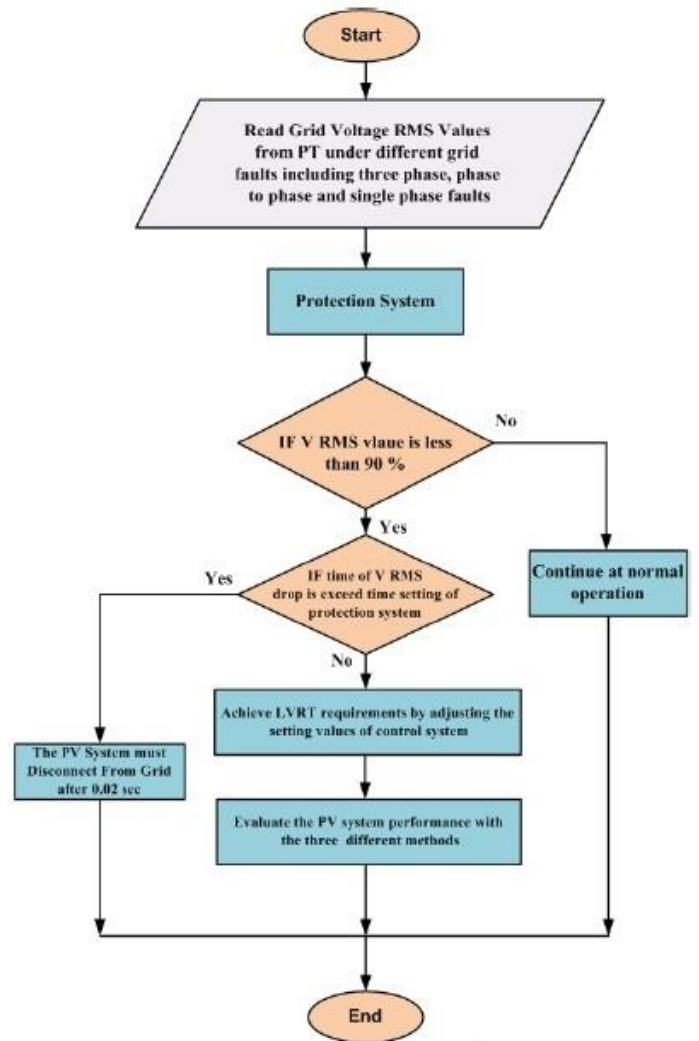 Start
Read Grid Voltage RMS Values
from PT under different grid
faults including three phase, phase
to phase and single phase faults
Protection System
IF V RMS vlaue is less
than 90 %
No
Yes
IF time of V RMS
drop is exceed time setting of
protection system
Yes
Continue at normal
operation
No
Achieve LVRT requirements by adjusting the
setting values of control system
The PV System must
Disconnect From Grid
after 0.02 sec
Evaluate the PV system performance with
the three different methods
End